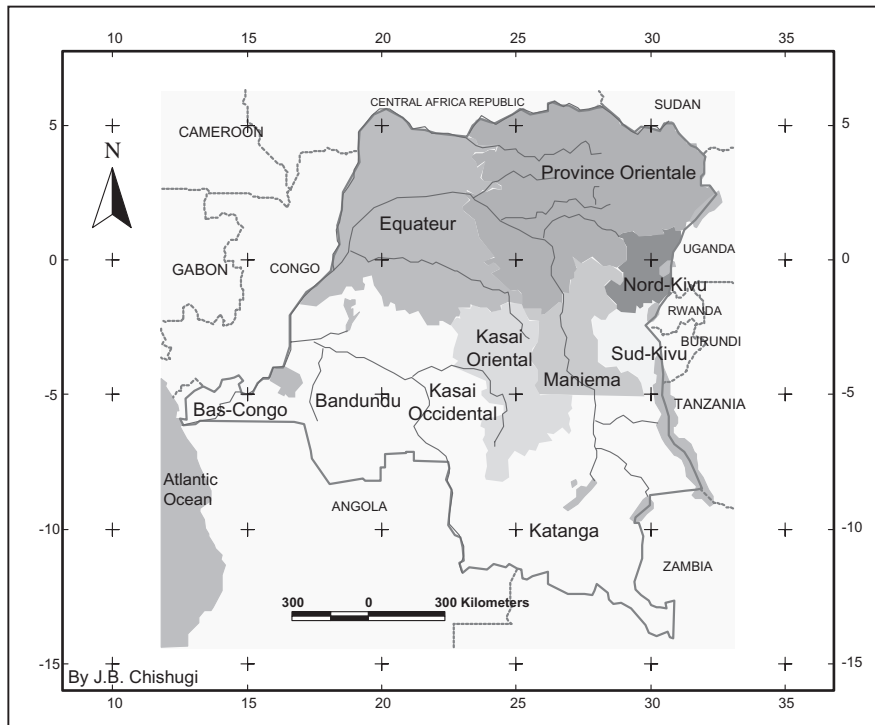 10 15 20 25 30 35
CENTRAL AFRICA REPUBLIC
SUDAN
CAMEROON
5 5
N
Province Orientale
Equateur
UGANDA
0 0
GABON
CONGO
Nord-Kivu
RWANDA
Kasai
Oriental
Sud-Kivu
BURUNDI
Maniema
-5 -5
Bas-Congo
Bandundu
Kasai
Occidental
TANZANIA
Atlantic
Ocean
ANGOLA
-10 -10
Katanga
ZAMBIA
300 0 300 Kilometers
-15 -15
By J.B. Chishugi
10 15 20 25 30 35